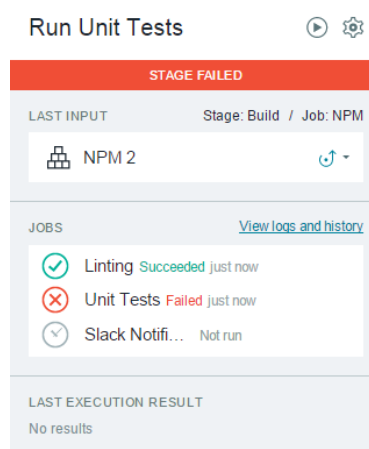 Run Unit Tests
STAGE FAILED
LAST INPUT Stage: Build / Job: NPM
NPM 2
JOBS View logs and history
Linting Succeeded just now
Unit Tests Failed just now
Slack Notifi... Not run
LAST EXECUTION RESULT
No results